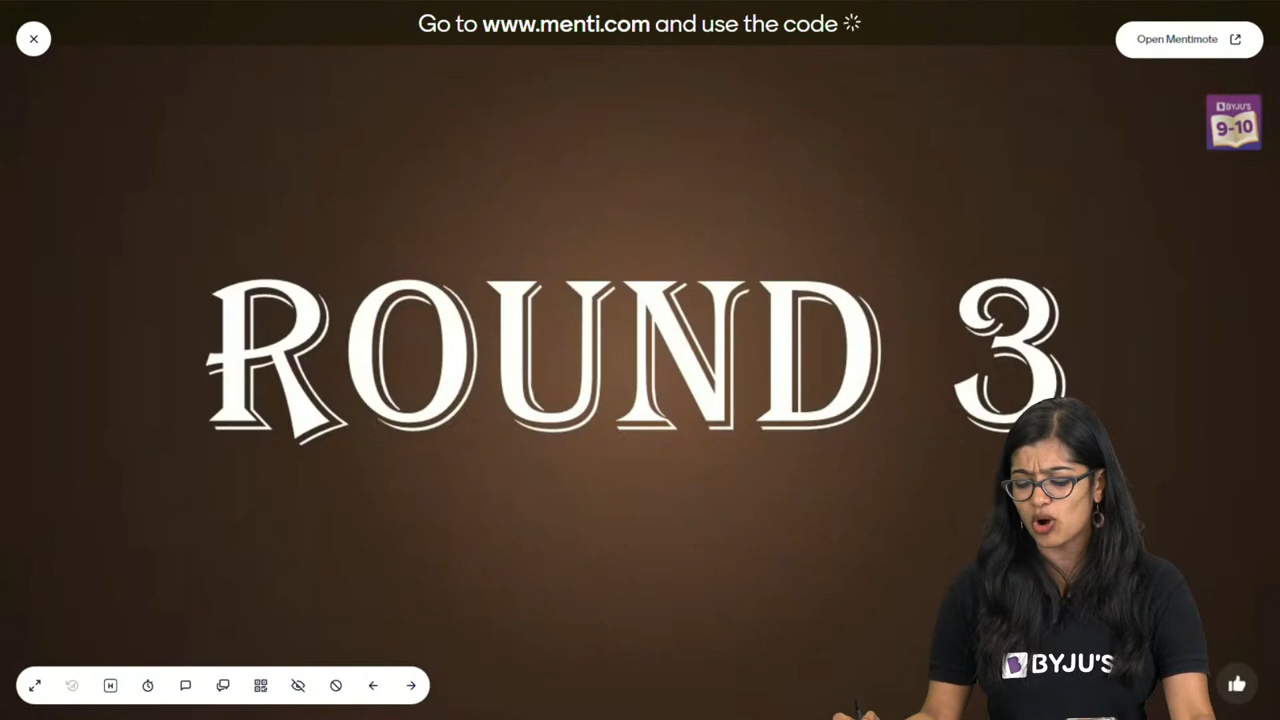 Go to www.menti.com and use the code
Open Mentimote
BYJU'S
9-10
ROUND 3
BYJU'S
H